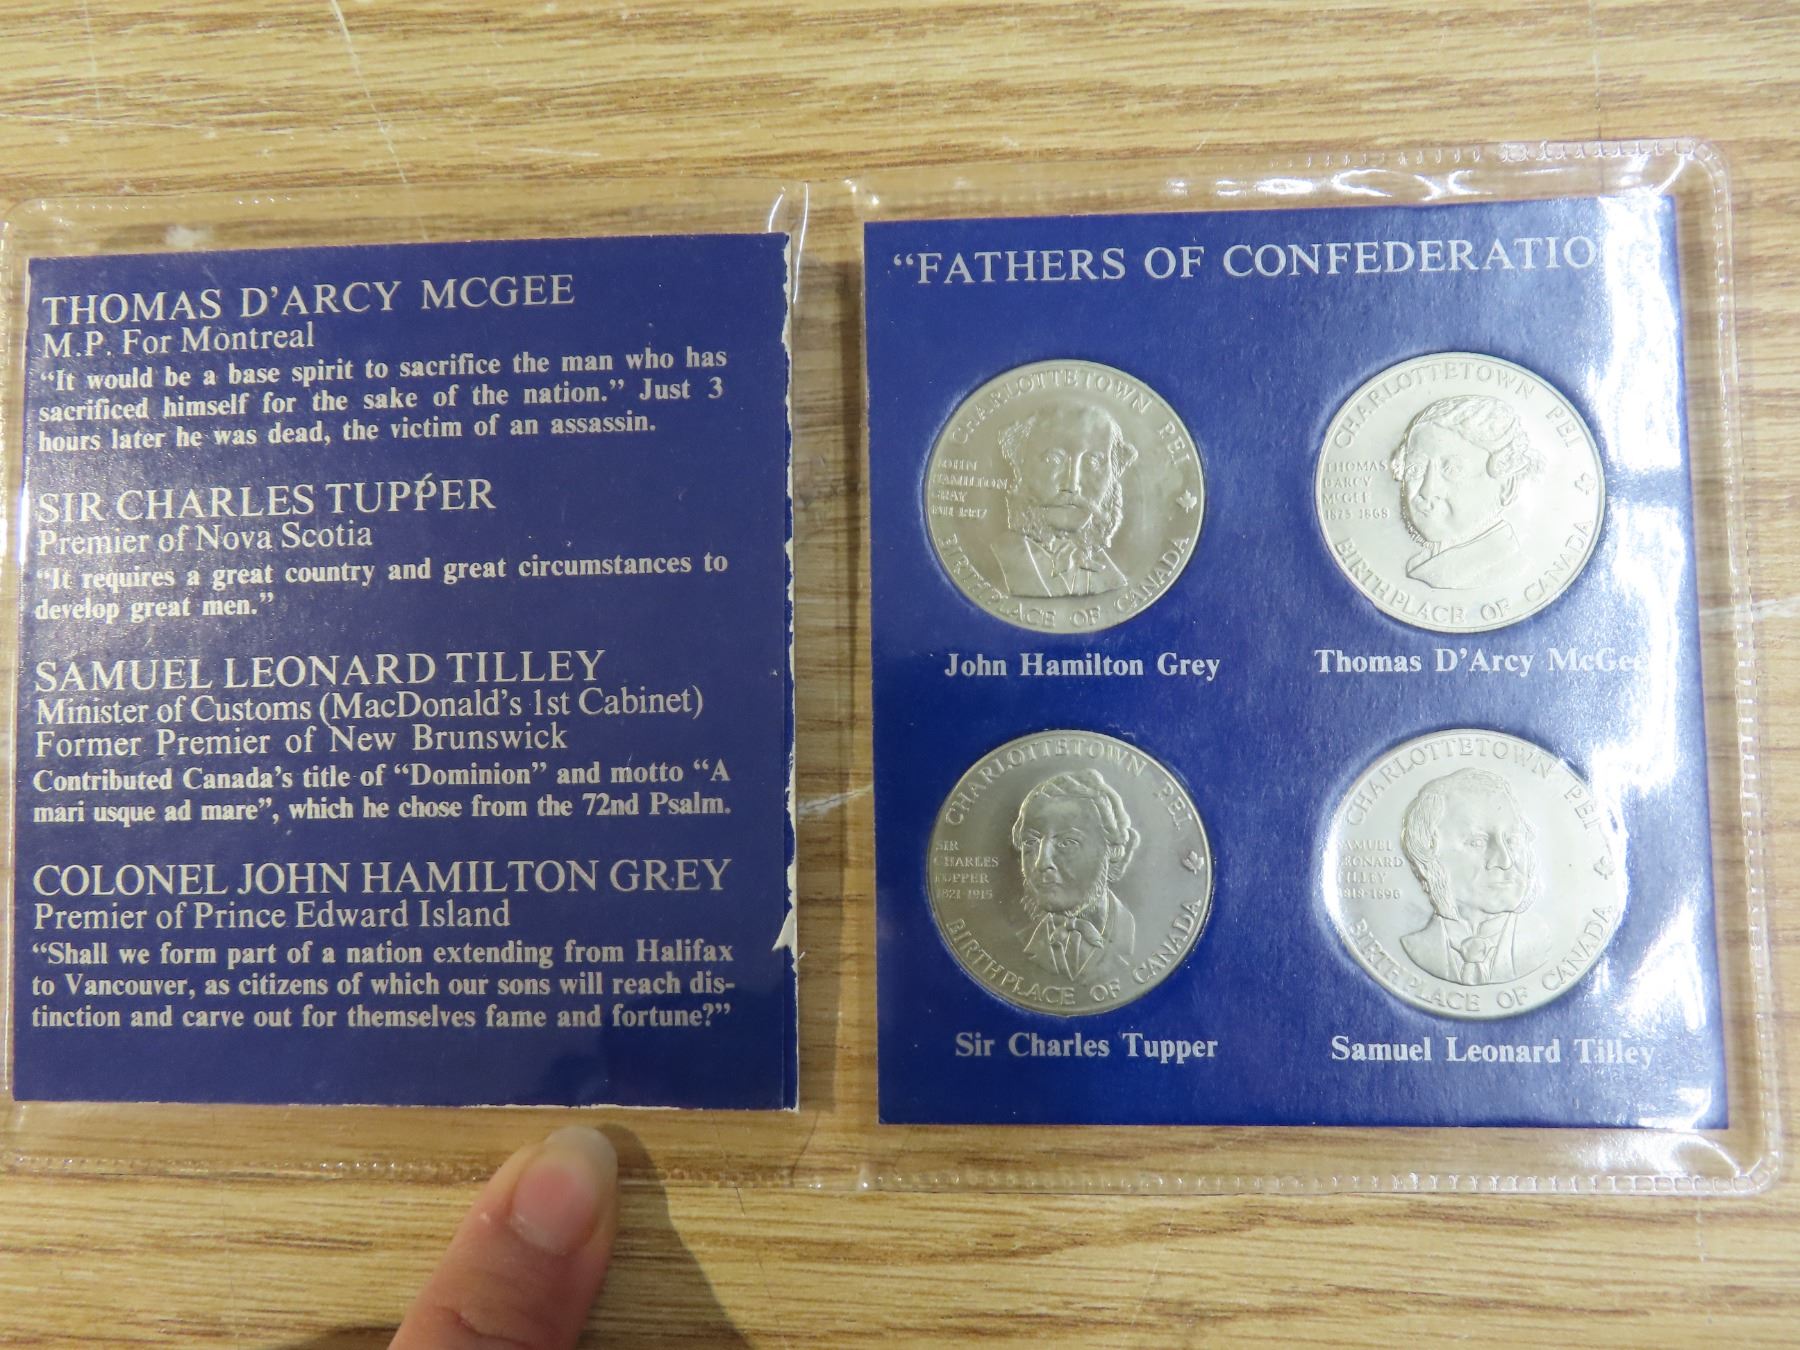 THOMAS D'ARCY MCGEE
M.P. For Montreal
“It would be a base spirit to sacrifice the man who has
sacrificed himself for the sake of the nation.” Just 3
hours later he was dead, the victim of an assassin.
SIR CHARLES TUPPER
Premier of Nova Scotia
“It requires a great country and great circumstances to
develop great men.”
SAMUEL LEONARD TILLEY
Minister of Customs (MacDonald's 1st Cabinet)
Former Premier of New Brunswick
Contributed Canada's title of “Dominion” and motto “A
mari usque ad mare”, which he chose from the 72nd Psalm.
COLONEL JOHN HAMILTON GREY
Premier of Prince Edward Island
“Shall we form part of a nation extending from Halifax
to Vancouver, as citizens of which our sons will reach dis-
tinction and carve out for themselves fame and fortune?”
“FATHERS OF CONFEDERATIO
CHARLOTTETOWN PEI
JOHN
HAMILTON
GRAY
BIRTHPLACE OF CANADA
John Hamilton Grey
CHARLOTTETOWN PEI
THOMAS
D'ARCY
MCGEE
1825-1868
BIRTHPLACE OF CANADA
Thomas D'Arcy McGee
CHARLOTTETOWN PEI
SIR
CHARLES
TUPPER
1821-1915
BIRTHPLACE OF CANADA
Sir Charles Tupper
CHARLOTTETOWN PEI
SAMUEL
LEONARD
TILLEY
1818-1896
BIRTHPLACE OF CANADA
Samuel Leonard Tilley